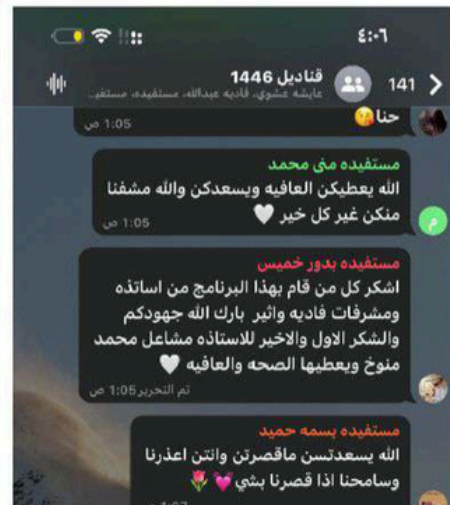 ٤:٠٦
141
قناديل 1446
عايشه عشوي، فاديه عبدالله، مستفيده، مستفيـ...
حنا😘
1:05 ص
مستفيده منى محمد
الله يعطيكن العافيه ويسعدكن والله مشفنا
منكن غير كل خير 🤍
1:05 ص
م
مستفيده بدور خميس
اشكر كل من قام بهذا البرنامج من اساتذه
ومشرفات فاديه واثير بارك الله جهودكم
والشكر الاول والاخير للاستاذه مشاعل محمد
منوخ ويعطيها الصحه والعافيه 🤍
تم التحرير 1:05 ص
مستفيده بسمه حميد
الله يسعدتسن ماقصرتن وانتن اعذرنا
وسامحنا اذا قصرنا بشي 💓🌷